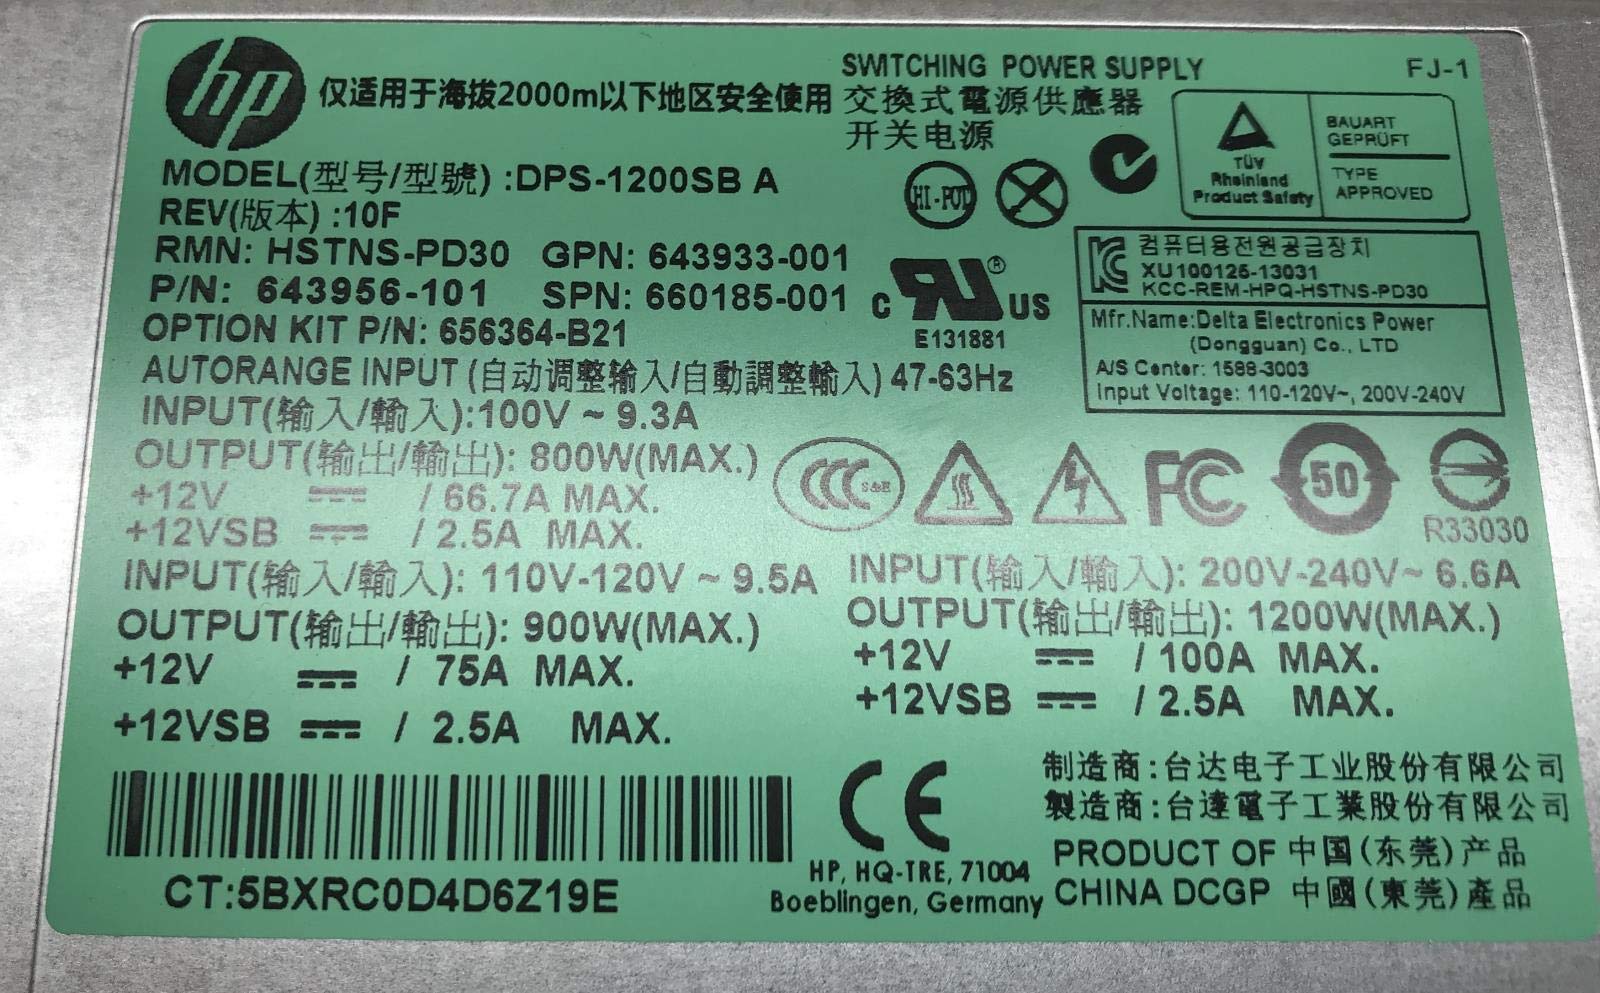 hp
仅适用于海拔2000m以下地区安全使用
SWITCHING POWER SUPPLY
交換式電源供應器
开关电源
FJ-1
TÜV
Rheinland
Product Safety
BAUART
GEPRÜFT
TYPE
APPROVED
MODEL(型号/型號) :DPS-1200SB A
REV(版本) :10F
RMN: HSTNS-PD30 GPN: 643933-001
P/N: 643956-101 SPN: 660185-001
OPTION KIT P/N: 656364-B21
HI-POT
c RU® US
E131881
컴퓨터용전원공급장치
XU100125-13031
KCC-REM-HPQ-HSTNS-PD30
Mfr.Name:Delta Electronics Power
(Dongguan) Co., LTD
A/S Center: 1588-3003
Input Voltage: 110-120V~, 200V-240V
AUTORANGE INPUT (自动调整输入/自動調整輸入) 47-63Hz
INPUT(输入/輸入):100V ~ 9.3A
OUTPUT(输出/輸出): 800W(MAX.)
+12V / 66.7A MAX.
+12VSB / 2.5A MAX.
CCC S&E
FC
50
R33030
INPUT(输入/輸入): 110V-120V ~ 9.5A
OUTPUT(输出/輸出): 900W(MAX.)
+12V / 75A MAX.
+12VSB / 2.5A MAX.
INPUT(输入/輸入): 200V-240V~ 6.6A
OUTPUT(输出/輸出): 1200W(MAX.)
+12V / 100A MAX.
+12VSB / 2.5A MAX.
CT:5BXRC0D4D6Z19E
CE
HP, HQ-TRE, 71004
Boeblingen, Germany
制造商:台达电子工业股份有限公司
製造商:台達電子工業股份有限公司
PRODUCT OF 中国(东莞)产品
CHINA DCGP 中國(東莞)產品